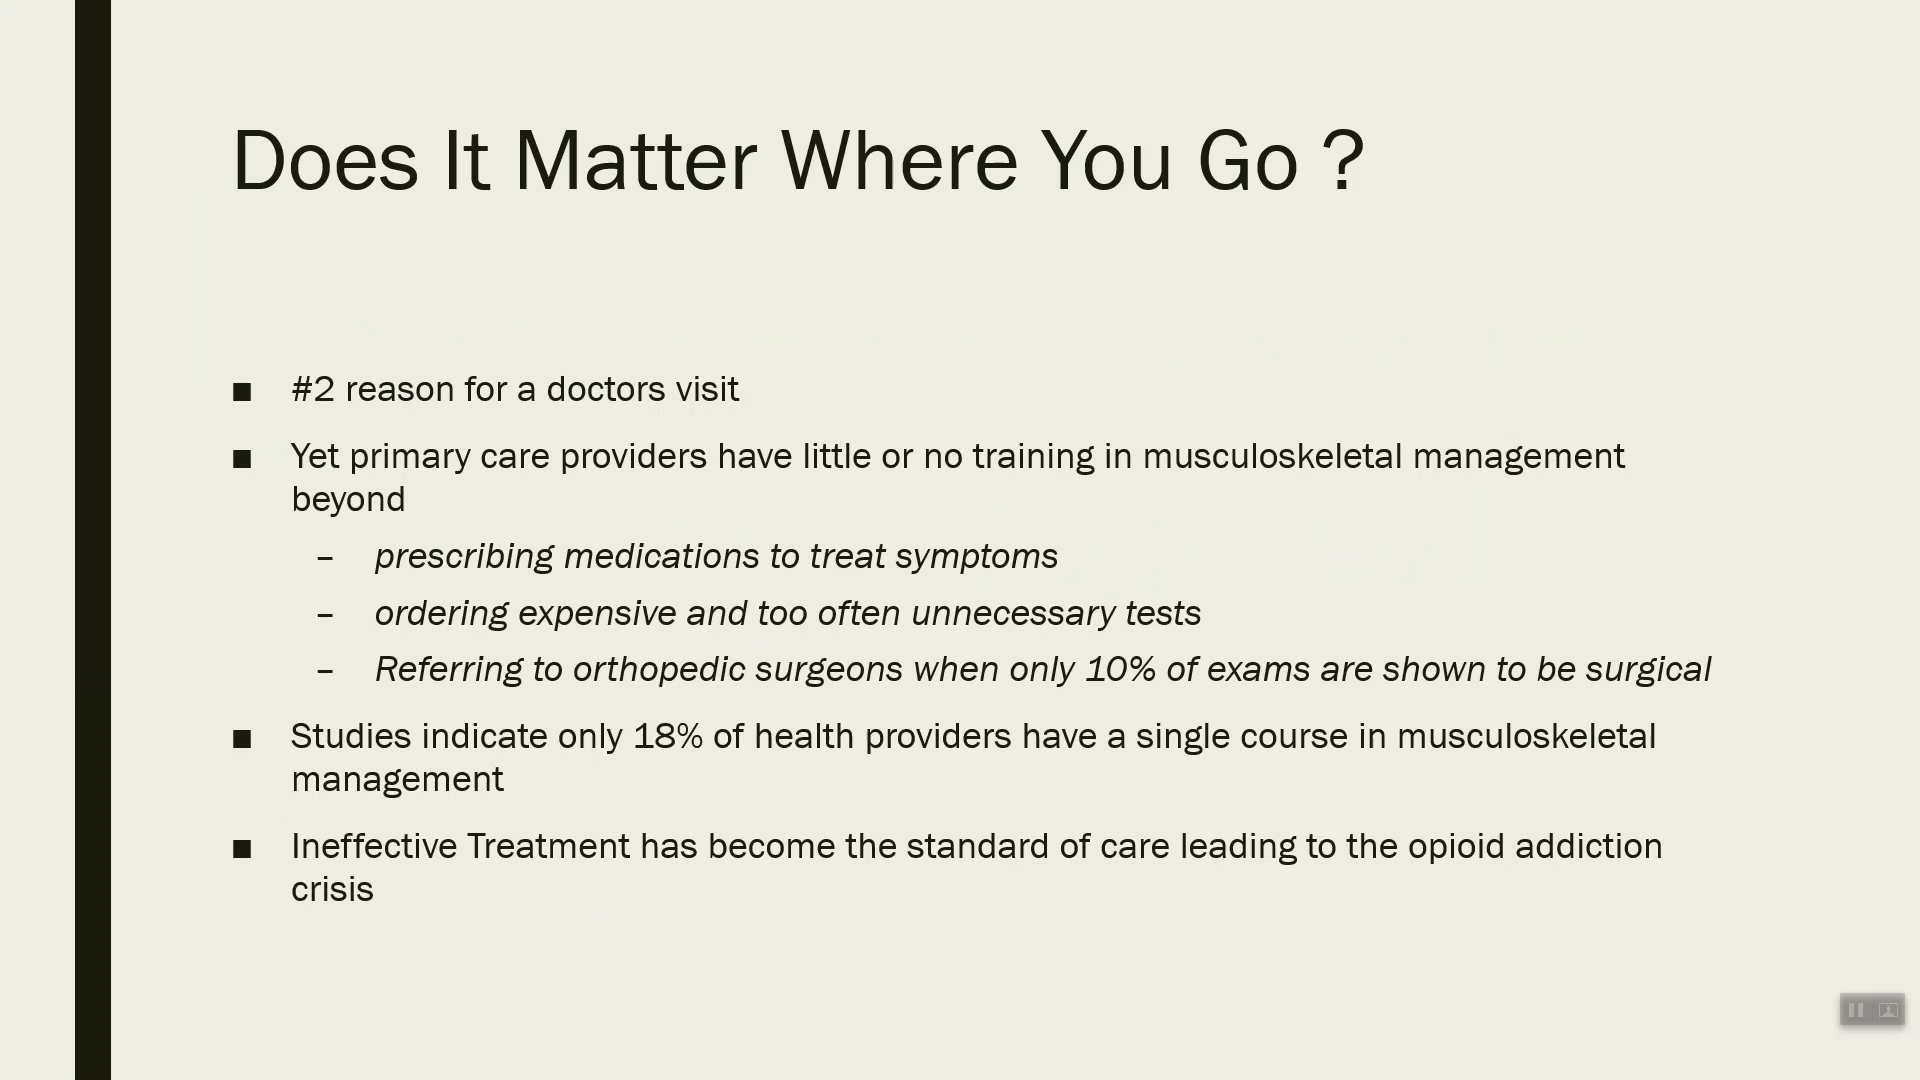 Does It Matter Where You Go ?
■ #2 reason for a doctors visit
■ Yet primary care providers have little or no training in musculoskeletal management
beyond
– prescribing medications to treat symptoms
– ordering expensive and too often unnecessary tests
– Referring to orthopedic surgeons when only 10% of exams are shown to be surgical
■ Studies indicate only 18% of health providers have a single course in musculoskeletal
management
■ Ineffective Treatment has become the standard of care leading to the opioid addiction
crisis